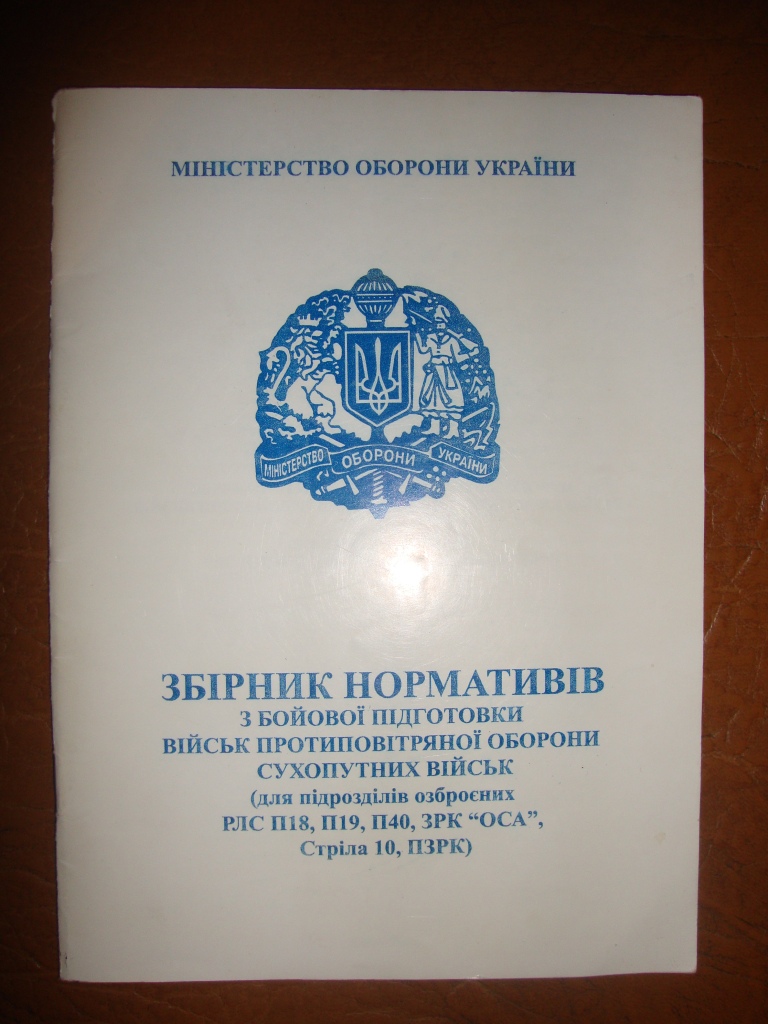 МІНІСТЕРСТВО ОБОРОНИ УКРАЇНИ
МІНІСТЕРСТВО ОБОРОНИ УКРАЇНИ
ЗБІРНИК НОРМАТИВІВ
З БОЙОВОЇ ПІДГОТОВКИ
ВІЙСЬК ПРОТИПОВІТРЯНОЇ ОБОРОНИ
СУХОПУТНИХ ВІЙСЬК
(для підрозділів озброєних
РЛС П18, П19, П40, ЗРК “ОСА”,
Стріла 10, ПЗРК)